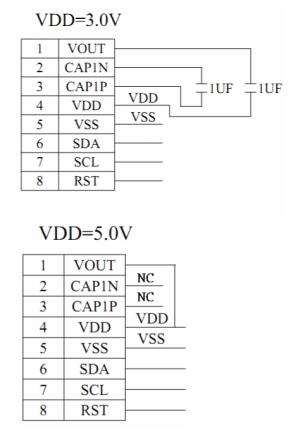 VDD=3.0V
1 VOUT
2 CAP1N
3 CAP1P 1UF 1UF
4 VDD VDD
5 VSS VSS
6 SDA
7 SCL
8 RST
VDD=5.0V
1 VOUT
2 CAP1N NC
3 CAP1P NC
4 VDD VDD
5 VSS VSS
6 SDA
7 SCL
8 RST